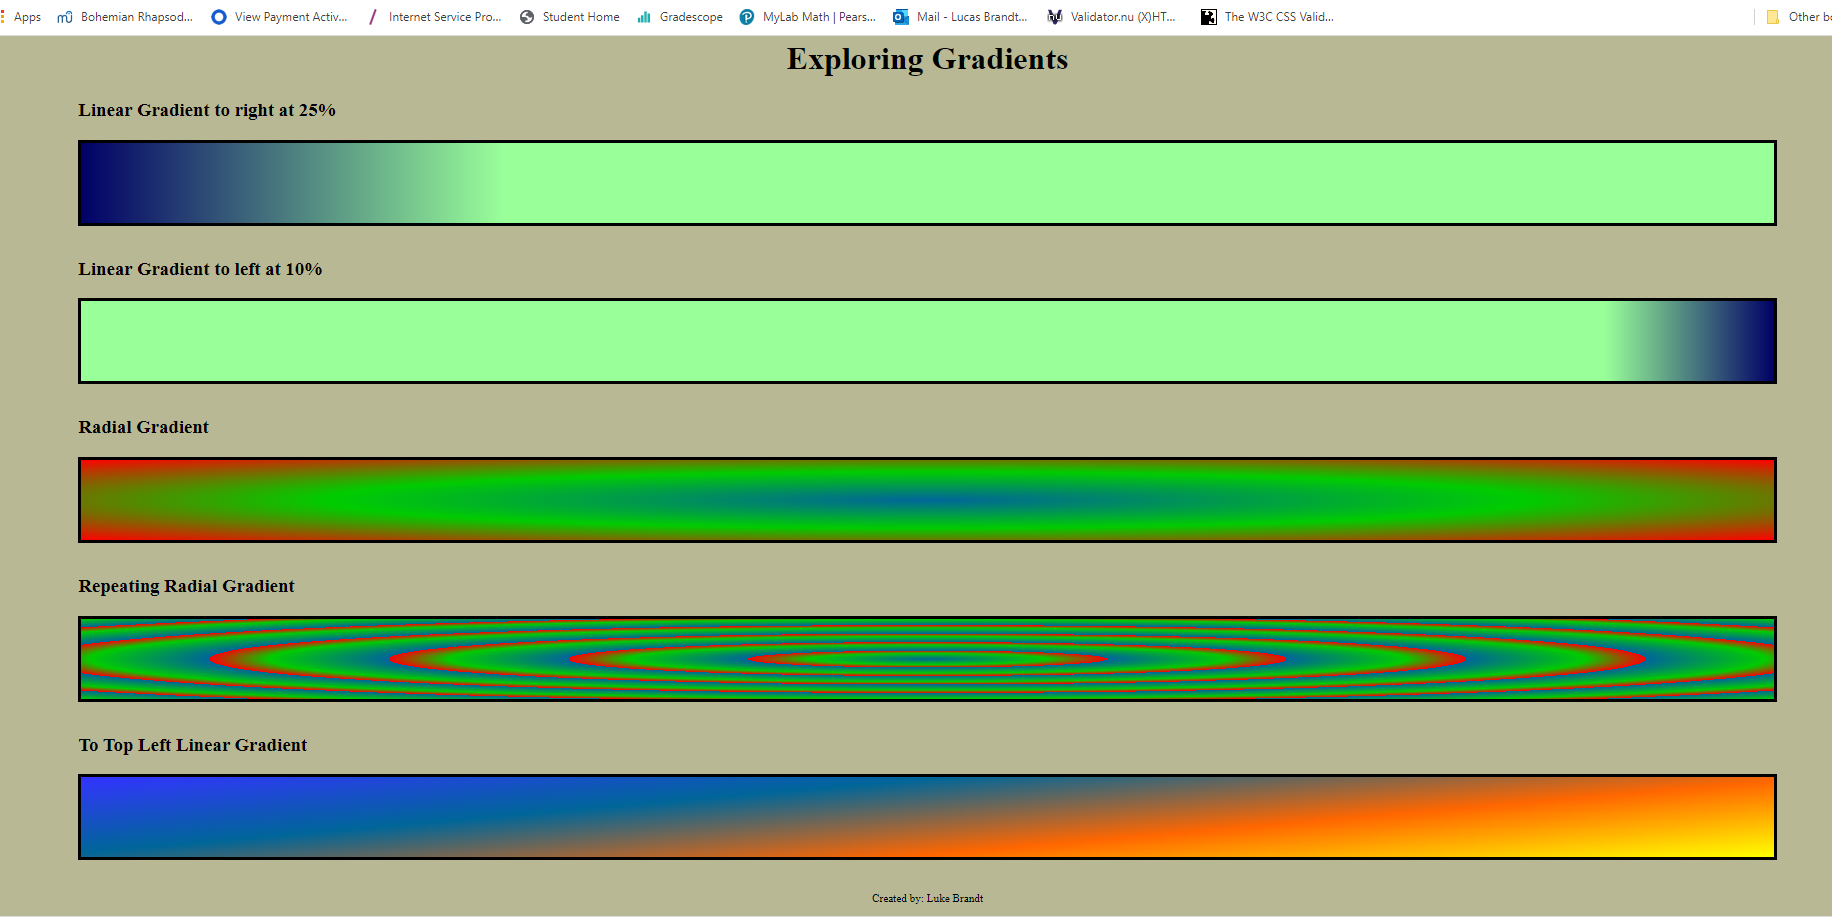 Apps Bohemian Rhapsod... View Payment Activ... Internet Service Pro... Student Home Gradescope MyLab Math | Pears... Mail - Lucas Brandt... Validator.nu (X)HT... The W3C CSS Valid... Other bo
Exploring Gradients
Linear Gradient to right at 25%
Linear Gradient to left at 10%
Radial Gradient
Repeating Radial Gradient
To Top Left Linear Gradient
Created by: Luke Brandt